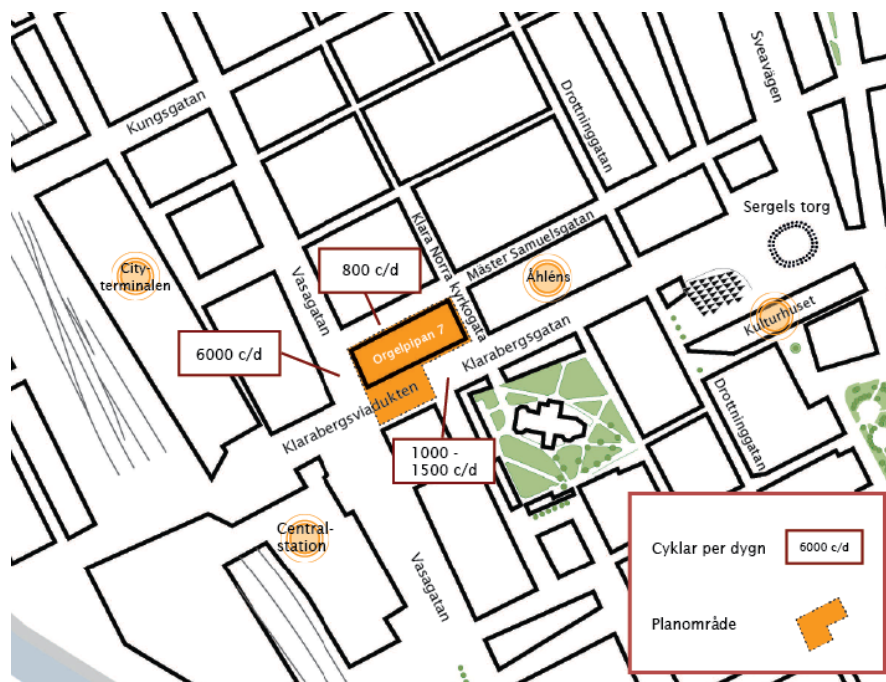 Kungsgatan
Drottninggatan
Sveavägen
Sergels torg
City-
terminalen
Vasagatan
800 c/d
Klara Norra kyrkogata
Mäster Samuelsgatan
Åhléns
Kulturhuset
6000 c/d
Orgelpipan 7
Klarabergsgatan
Klarabergsviadukten
Drottninggatan
1000 -
1500 c/d
Central-
station
Vasagatan
Cyklar per dygn
6000 c/d
Planområde